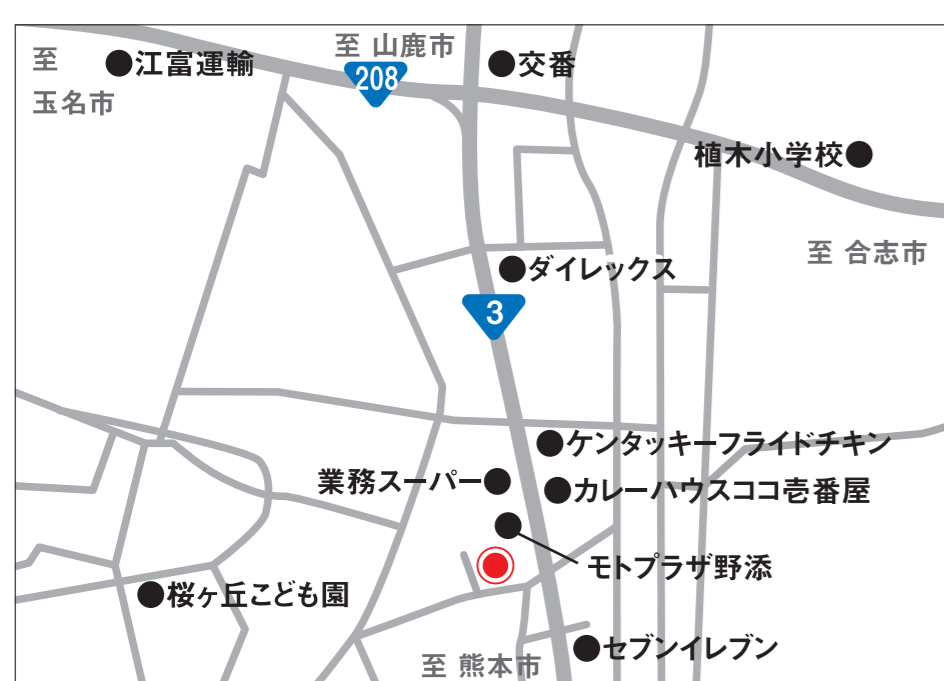 至 山鹿市
至
玉名市
江富運輸
208
交番
植木小学校
至 合志市
ダイレックス
3
ケンタッキーフライドチキン
業務スーパー
カレーハウスココ壱番屋
モトプラザ野添
桜ヶ丘こども園
セブンイレブン
至 熊本市